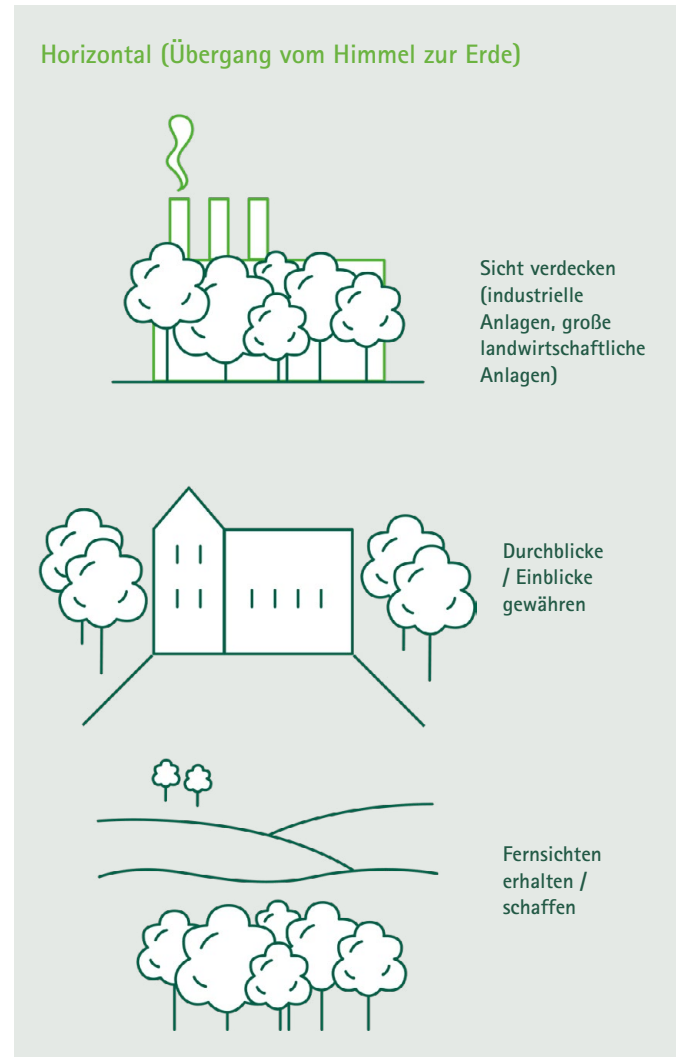 Horizontal (Übergang vom Himmel zur Erde)
Sicht verdecken
(industrielle
Anlagen, große
landwirtschaftliche
Anlagen)
Durchblicke
/ Einblicke
gewähren
Fernsichten
erhalten /
schaffen